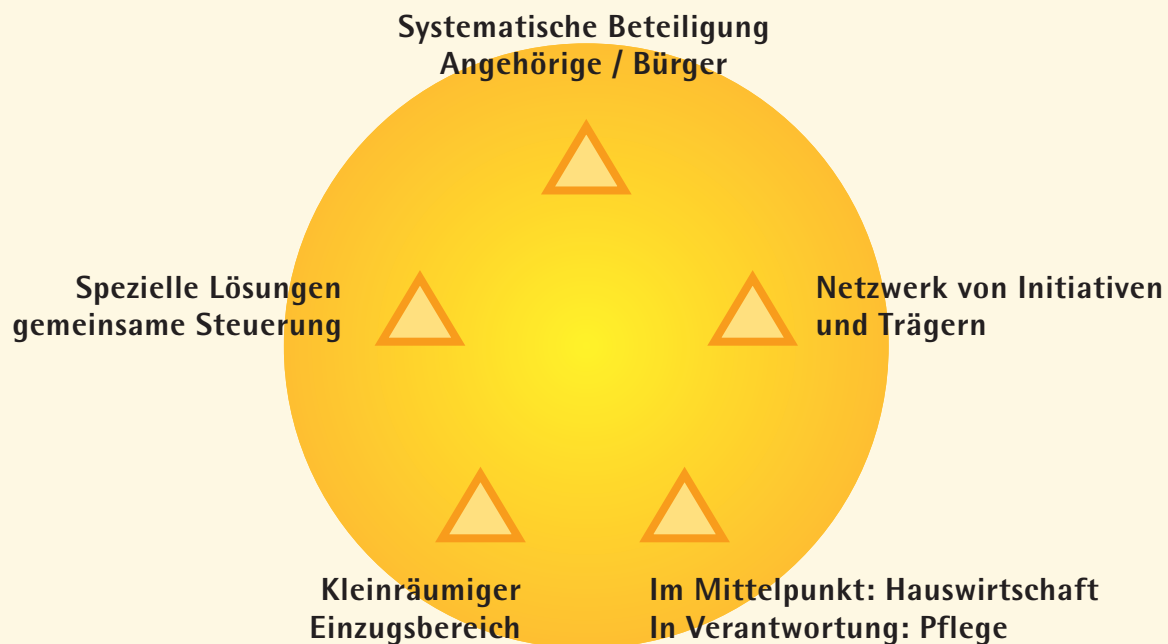 Systematische Beteiligung
Angehörige / Bürger
Spezielle Lösungen
gemeinsame Steuerung
Netzwerk von Initiativen
und Trägern
Kleinräumiger
Einzugsbereich
Im Mittelpunkt: Hauswirtschaft
In Verantwortung: Pflege